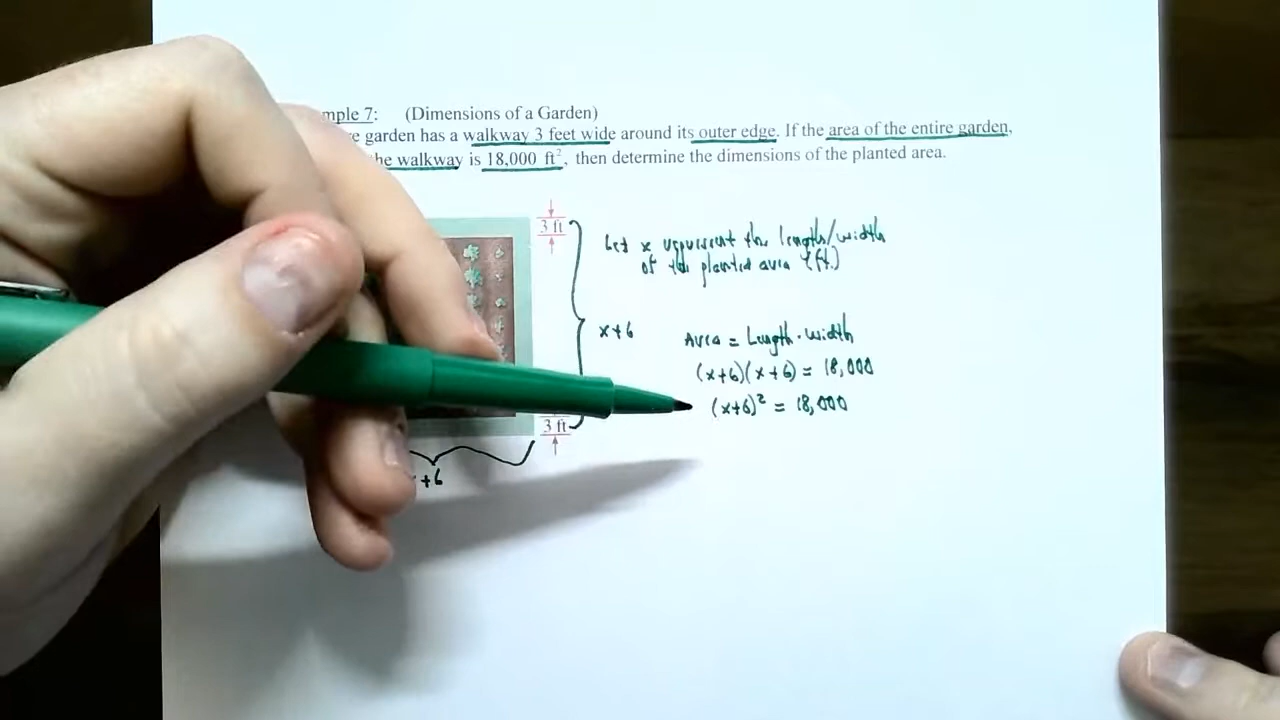 mple 7: (Dimensions of a Garden)
re garden has a walkway 3 feet wide around its outer edge. If the area of the entire garden,
he walkway is 18,000 ft², then determine the dimensions of the planted area.
3 ft
Let x represent the length/width
of the planted area (ft.)
x+6
Area = Length · Width
(x+6)(x+6) = 18,000
(x+6)² = 18,000
3 ft
+6